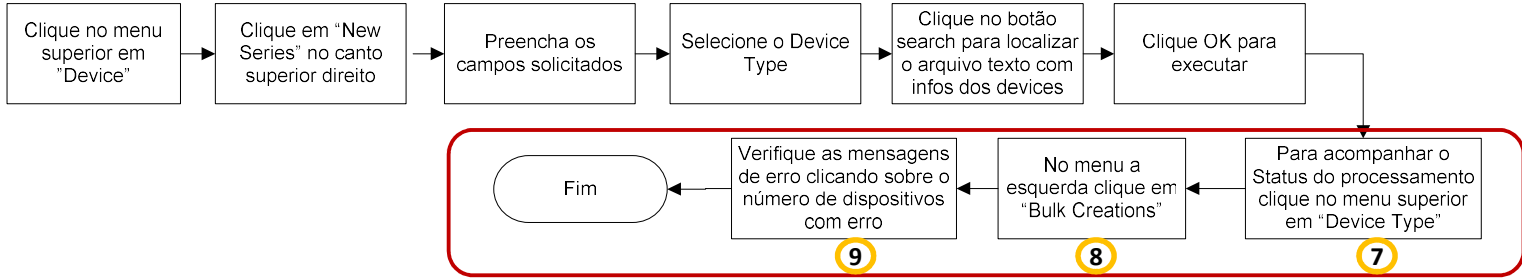 Clique no menu
superior em
"Device"
Clique em “New
Series” no canto
superior direito
Preencha os
campos solicitados
Selecione o Device
Type
Clique no botão
search para localizar
o arquivo texto com
infos dos devices
Clique OK para
executar
Para acompanhar o
Status do processamento
clique no menu superior
em “Device Type”
7
No menu a
esquerda clique em
“Bulk Creations”
8
Verifique as mensagens
de erro clicando sobre o
número de dispositivos
com erro
9
Fim